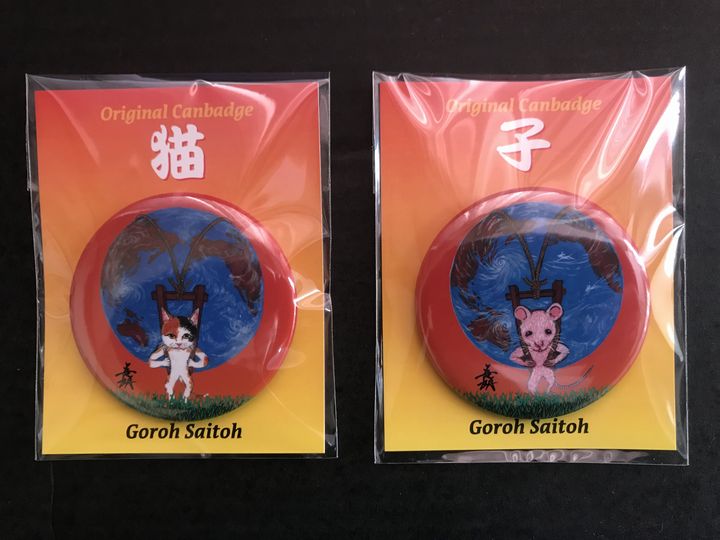 Original Canbadge
猫
Goroh Saitoh
Original Canbadge
子
Goroh Saitoh